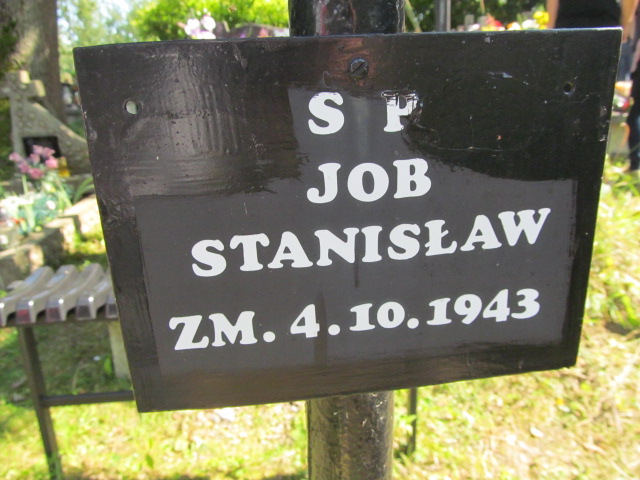 S P
JOB
STANISŁAW
ZM. 4.10.1943